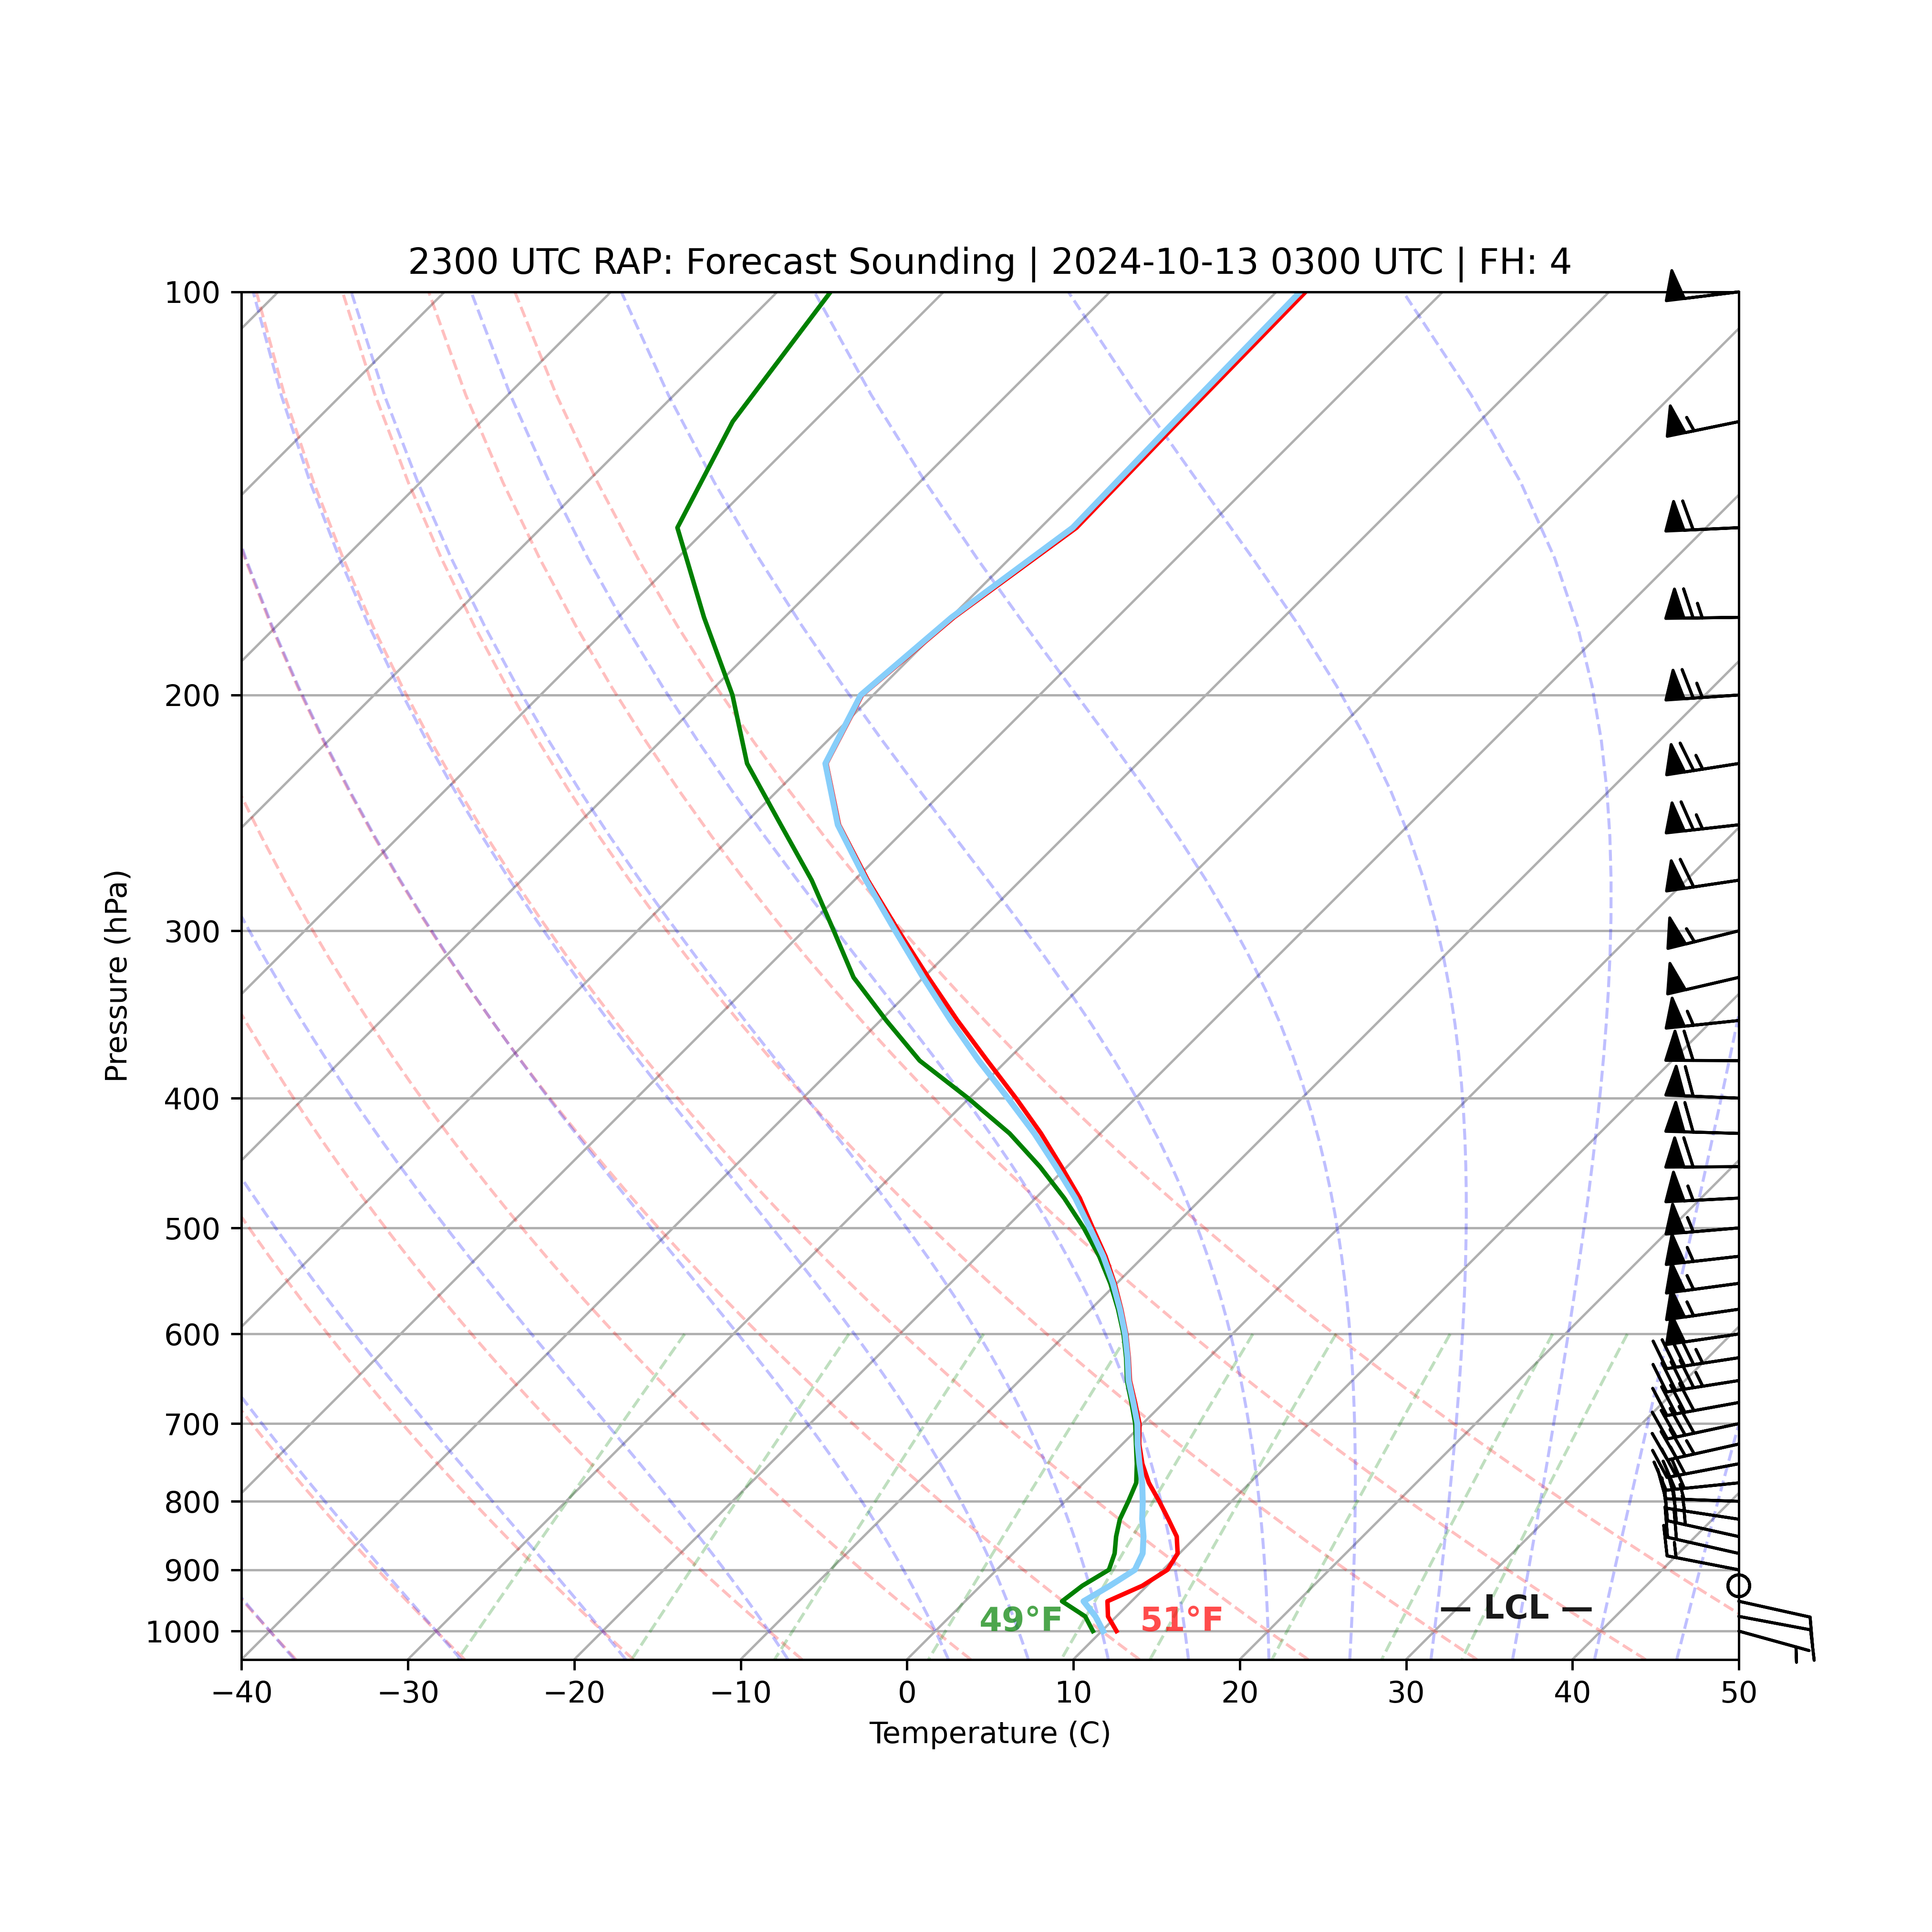 2300 UTC RAP: Forecast Sounding | 2024-10-13 0300 UTC | FH: 4
100
200
300
400
500
600
700
800
900
1000
Pressure (hPa)
49°F
51°F
— LCL —
−40 −30 −20 −10 0 10 20 30 40 50
Temperature (C)